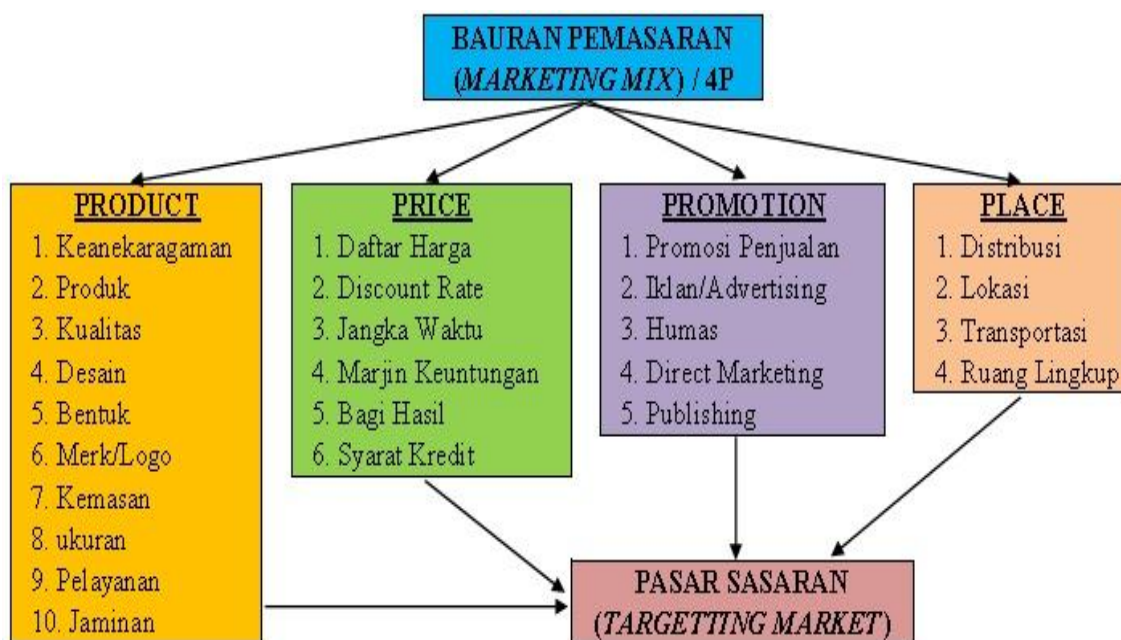 BAURAN PEMASARAN
(MARKETING MIX) / 4P
PRODUCT
1. Keanekaragaman
2. Produk
3. Kualitas
4. Desain
5. Bentuk
6. Merk/Logo
7. Kemasan
8. ukuran
9. Pelayanan
10. Jaminan
PRICE
1. Daftar Harga
2. Discount Rate
3. Jangka Waktu
4. Marjin Keuntungan
5. Bagi Hasil
6. Syarat Kredit
PROMOTION
1. Promosi Penjualan
2. Iklan/Advertising
3. Humas
4. Direct Marketing
5. Publishing
PLACE
1. Distribusi
2. Lokasi
3. Transportasi
4. Ruang Lingkup
PASAR SASARAN
(TARGETTING MARKET)